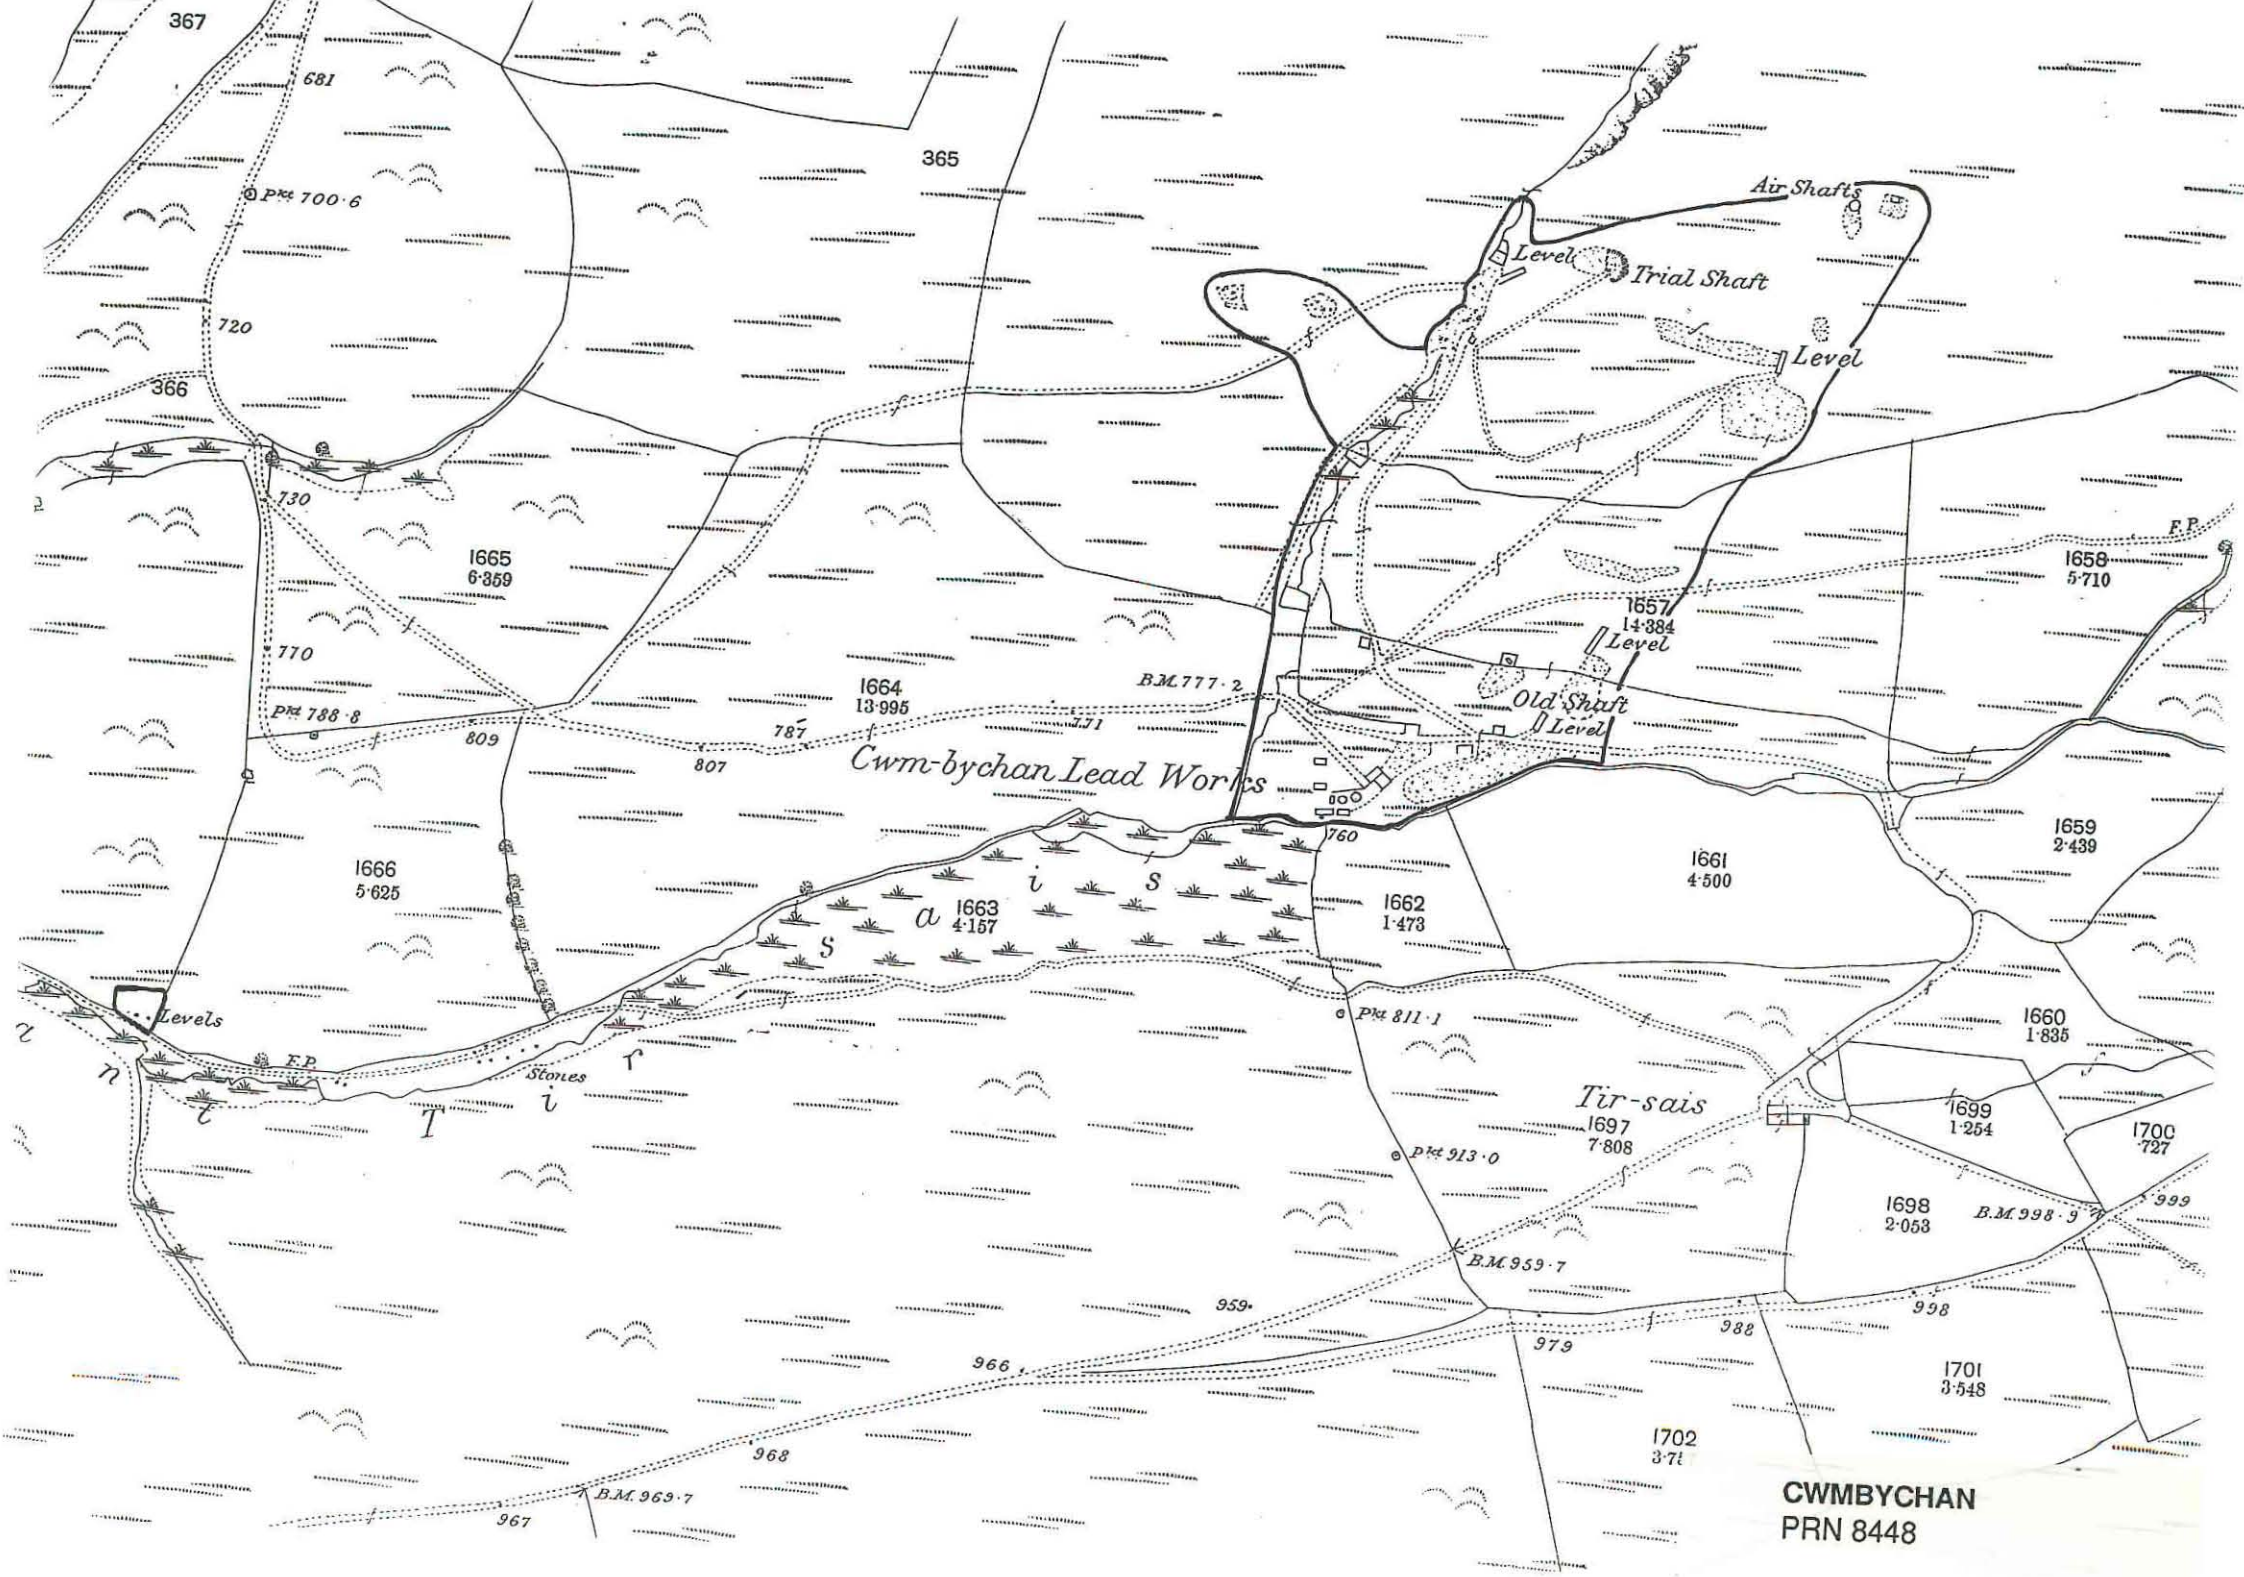 367
681
Pkt 700·6
365
Air Shafts
Level
Trial Shaft
720
Level
366
730
F.P.
1665
6·359
1658
5·710
1657
14·384
Level
770
1664
13·995
B.M. 777·2
Old Shaft
Level
Pkt 788·8
809
787
771
807
Cwm-bychan Lead Works
760
1659
2·439
1666
5·625
1661
4·500
1663
4·157
1662
1·473
Levels
Pkt 811·1
1660
1·835
F.P.
Stones
N a n t T i r s a i s
Tir-sais
1697
7·808
1699
1·254
1700
·727
Pkt 913·0
1698
2·053
B.M. 998·9
999
B.M. 959·7
959
998
988
979
966
1701
3·548
968
1702
B.M. 969·7
967
CWMBYCHAN
PRN 8448